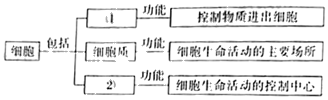 1) 功能 控制物质进出细胞
细胞 包括 细胞质 功能 细胞生命活动的主要场所
2) 功能 细胞生命活动的控制中心